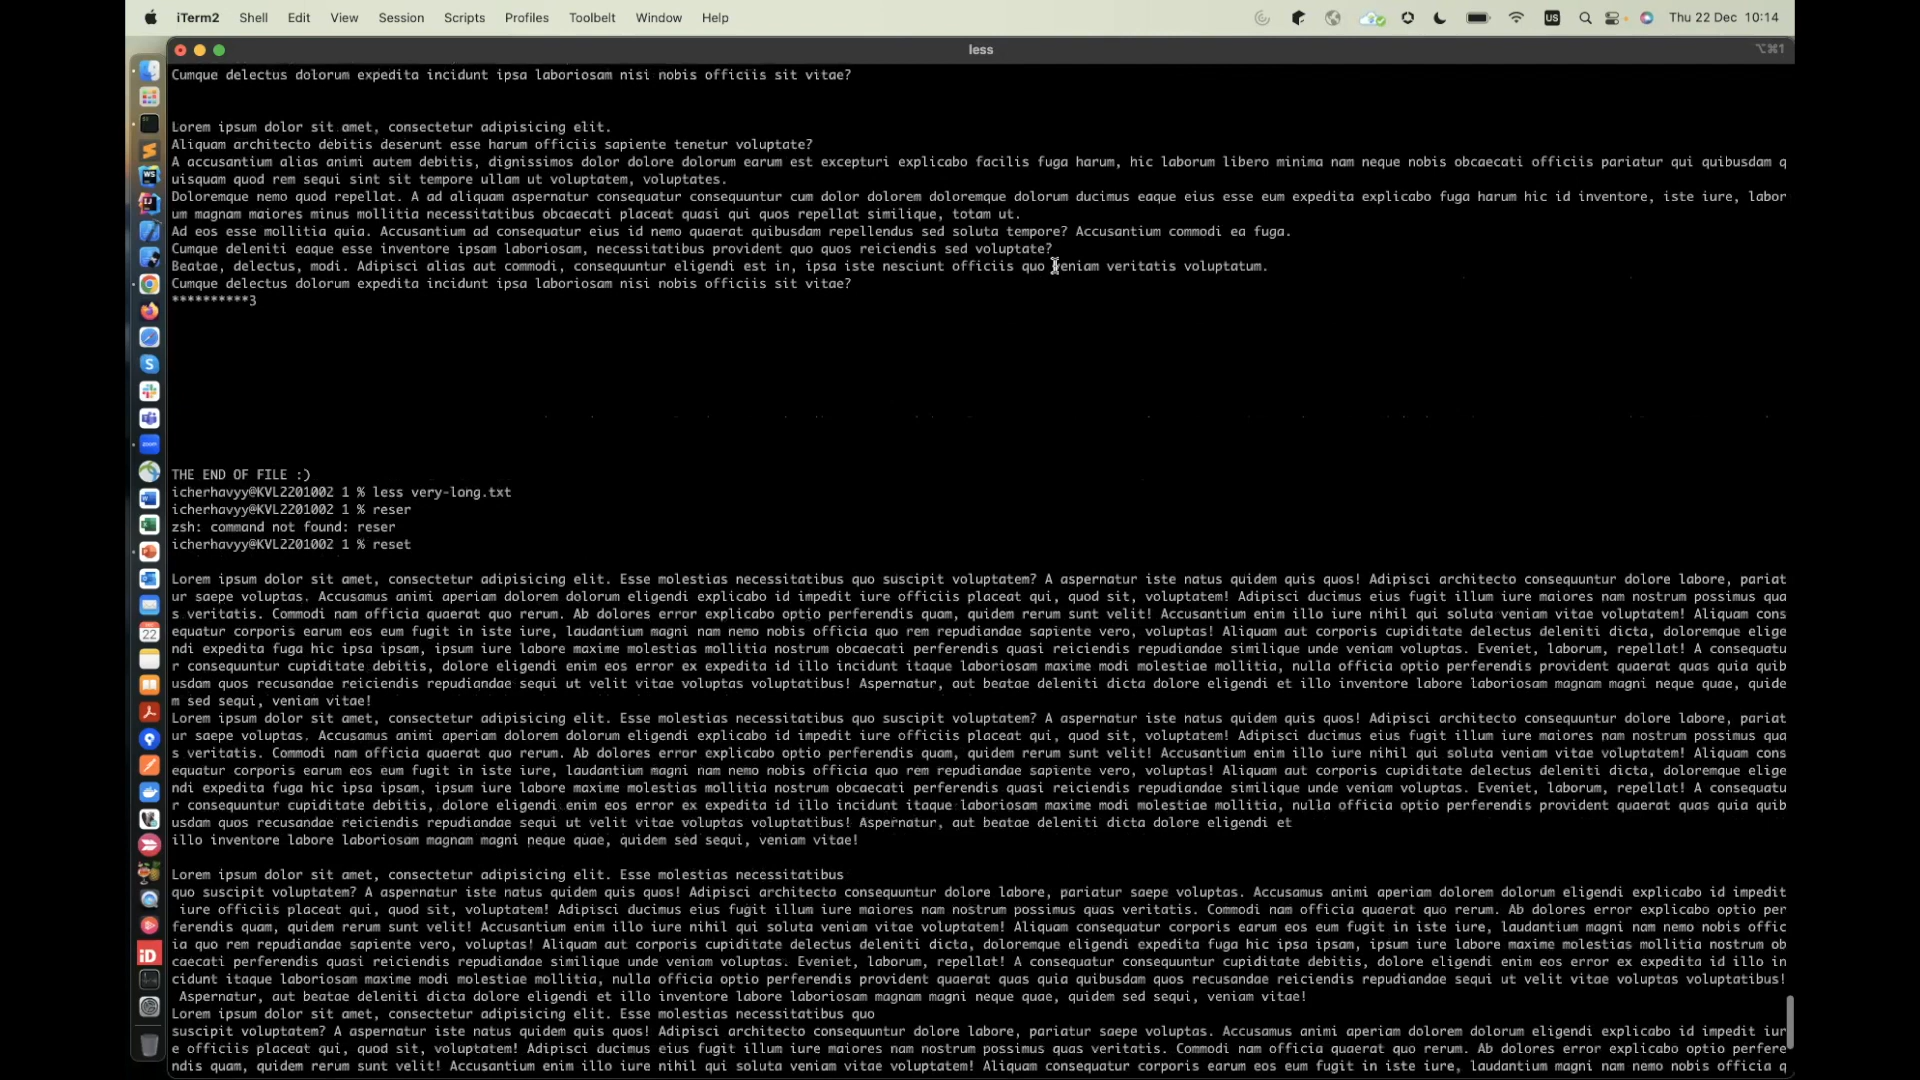 iTerm2 Shell Edit View Session Scripts Profiles Toolbelt Window Help US Thu 22 Dec 10:14
less ⌥⌘1
Cumque delectus dolorum expedita incidunt ipsa laboriosam nisi nobis officiis sit vitae?
Lorem ipsum dolor sit amet, consectetur adipisicing elit.
Aliquam architecto debitis deserunt esse harum officiis sapiente tenetur voluptate?
A accusantium alias animi autem debitis, dignissimos dolor dolore dolorum earum est excepturi explicabo facilis fuga harum, hic laborum libero minima nam neque nobis obcaecati officiis pariatur qui quibusdam q
uisquam quod rem sequi sint sit tempore ullam ut voluptatem, voluptates.
Doloremque nemo quod repellat. A ad aliquam aspernatur consequatur consequuntur cum dolor dolorem doloremque dolorum ducimus eaque eius esse eum expedita explicabo fuga harum hic id inventore, iste iure, labor
um magnam maiores minus mollitia necessitatibus obcaecati placeat quasi qui quos repellat similique, totam ut.
Ad eos esse mollitia quia. Accusantium ad consequatur eius id nemo quaerat quibusdam repellendus sed soluta tempore? Accusantium commodi ea fuga.
Cumque deleniti eaque esse inventore ipsam laboriosam, necessitatibus provident quo quos reiciendis sed voluptate?
Beatae, delectus, modi. Adipisci alias aut commodi, consequuntur eligendi est in, ipsa iste nesciunt officiis quo veniam veritatis voluptatum.
Cumque delectus dolorum expedita incidunt ipsa laboriosam nisi nobis officiis sit vitae?
**********3
THE END OF FILE :)
icherhavyy@KVL2201002 1 % less very-long.txt
icherhavyy@KVL2201002 1 % reser
zsh: command not found: reser
icherhavyy@KVL2201002 1 % reset
Lorem ipsum dolor sit amet, consectetur adipisicing elit. Esse molestias necessitatibus quo suscipit voluptatem? A aspernatur iste natus quidem quis quos! Adipisci architecto consequuntur dolore labore, pariat
ur saepe voluptas. Accusamus animi aperiam dolorem dolorum eligendi explicabo id impedit iure officiis placeat qui, quod sit, voluptatem! Adipisci ducimus eius fugit illum iure maiores nam nostrum possimus qua
s veritatis. Commodi nam officia quaerat quo rerum. Ab dolores error explicabo optio perferendis quam, quidem rerum sunt velit! Accusantium enim illo iure nihil qui soluta veniam vitae voluptatem! Aliquam cons
equatur corporis earum eos eum fugit in iste iure, laudantium magni nam nemo nobis officia quo rem repudiandae sapiente vero, voluptas! Aliquam aut corporis cupiditate delectus deleniti dicta, doloremque elige
ndi expedita fuga hic ipsa ipsam, ipsum iure labore maxime molestias mollitia nostrum obcaecati perferendis quasi reiciendis repudiandae similique unde veniam voluptas. Eveniet, laborum, repellat! A consequatu
r consequuntur cupiditate debitis, dolore eligendi enim eos error ex expedita id illo incidunt itaque laboriosam maxime modi molestiae mollitia, nulla officia optio perferendis provident quaerat quas quia quib
usdam quos recusandae reiciendis repudiandae sequi ut velit vitae voluptas voluptatibus! Aspernatur, aut beatae deleniti dicta dolore eligendi et illo inventore labore laboriosam magnam magni neque quae, quide
m sed sequi, veniam vitae!
Lorem ipsum dolor sit amet, consectetur adipisicing elit. Esse molestias necessitatibus quo suscipit voluptatem? A aspernatur iste natus quidem quis quos! Adipisci architecto consequuntur dolore labore, pariat
ur saepe voluptas. Accusamus animi aperiam dolorem dolorum eligendi explicabo id impedit iure officiis placeat qui, quod sit, voluptatem! Adipisci ducimus eius fugit illum iure maiores nam nostrum possimus qua
s veritatis. Commodi nam officia quaerat quo rerum. Ab dolores error explicabo optio perferendis quam, quidem rerum sunt velit! Accusantium enim illo iure nihil qui soluta veniam vitae voluptatem! Aliquam cons
equatur corporis earum eos eum fugit in iste iure, laudantium magni nam nemo nobis officia quo rem repudiandae sapiente vero, voluptas! Aliquam aut corporis cupiditate delectus deleniti dicta, doloremque elige
ndi expedita fuga hic ipsa ipsam, ipsum iure labore maxime molestias mollitia nostrum obcaecati perferendis quasi reiciendis repudiandae similique unde veniam voluptas. Eveniet, laborum, repellat! A consequatu
r consequuntur cupiditate debitis, dolore eligendi enim eos error ex expedita id illo incidunt itaque laboriosam maxime modi molestiae mollitia, nulla officia optio perferendis provident quaerat quas quia quib
usdam quos recusandae reiciendis repudiandae sequi ut velit vitae voluptas voluptatibus! Aspernatur, aut beatae deleniti dicta dolore eligendi et
illo inventore labore laboriosam magnam magni neque quae, quidem sed sequi, veniam vitae!
Lorem ipsum dolor sit amet, consectetur adipisicing elit. Esse molestias necessitatibus
quo suscipit voluptatem? A aspernatur iste natus quidem quis quos! Adipisci architecto consequuntur dolore labore, pariatur saepe voluptas. Accusamus animi aperiam dolorem dolorum eligendi explicabo id impedit
iure officiis placeat qui, quod sit, voluptatem! Adipisci ducimus eius fugit illum iure maiores nam nostrum possimus quas veritatis. Commodi nam officia quaerat quo rerum. Ab dolores error explicabo optio per
ferendis quam, quidem rerum sunt velit! Accusantium enim illo iure nihil qui soluta veniam vitae voluptatem! Aliquam consequatur corporis earum eos eum fugit in iste iure, laudantium magni nam nemo nobis offic
ia quo rem repudiandae sapiente vero, voluptas! Aliquam aut corporis cupiditate delectus deleniti dicta, doloremque eligendi expedita fuga hic ipsa ipsam, ipsum iure labore maxime molestias mollitia nostrum ob
caecati perferendis quasi reiciendis repudiandae similique unde veniam voluptas. Eveniet, laborum, repellat! A consequatur consequuntur cupiditate debitis, dolore eligendi enim eos error ex expedita id illo in
cidunt itaque laboriosam maxime modi molestiae mollitia, nulla officia optio perferendis provident quaerat quas quia quibusdam quos recusandae reiciendis repudiandae sequi ut velit vitae voluptas voluptatibus!
Aspernatur, aut beatae deleniti dicta dolore eligendi et illo inventore labore laboriosam magnam magni neque quae, quidem sed sequi, veniam vitae!
Lorem ipsum dolor sit amet, consectetur adipisicing elit. Esse molestias necessitatibus quo
suscipit voluptatem? A aspernatur iste natus quidem quis quos! Adipisci architecto consequuntur dolore labore, pariatur saepe voluptas. Accusamus animi aperiam dolorem dolorum eligendi explicabo id impedit iur
e officiis placeat qui, quod sit, voluptatem! Adipisci ducimus eius fugit illum iure maiores nam nostrum possimus quas veritatis. Commodi nam officia quaerat quo rerum. Ab dolores error explicabo optio perfere
ndis quam, quidem rerum sunt velit! Accusantium enim illo iure nihil qui soluta veniam vitae voluptatem! Aliquam consequatur corporis earum eos eum fugit in iste iure, laudantium magni nam nemo nobis officia q